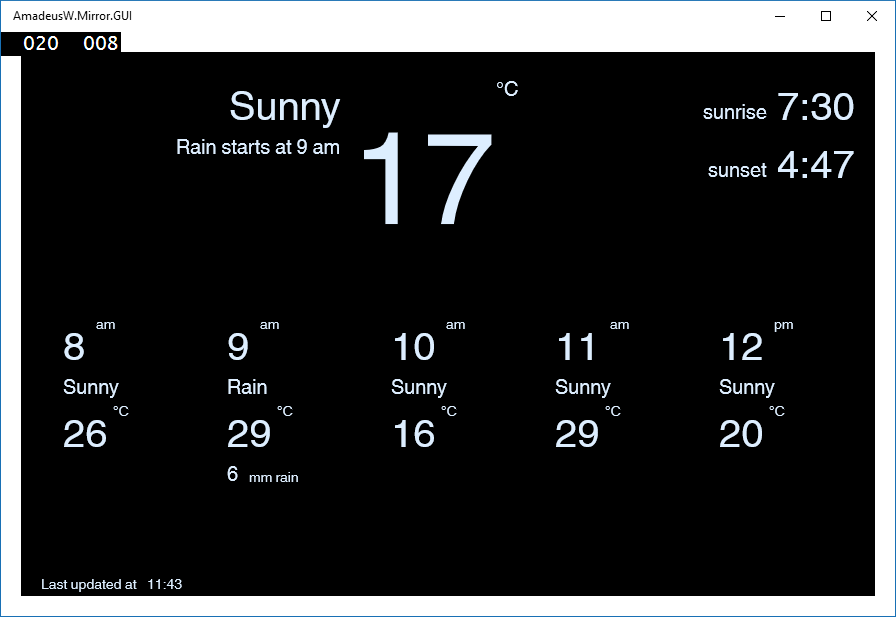 AmadeusW.Mirror.GUI
020 008
Sunny
Rain starts at 9 am
17 °C
sunrise 7:30
sunset 4:47
8 am 9 am 10 am 11 am 12 pm
Sunny Rain Sunny Sunny Sunny
26 °C 29 °C 16 °C 29 °C 20 °C
6 mm rain
Last updated at 11:43